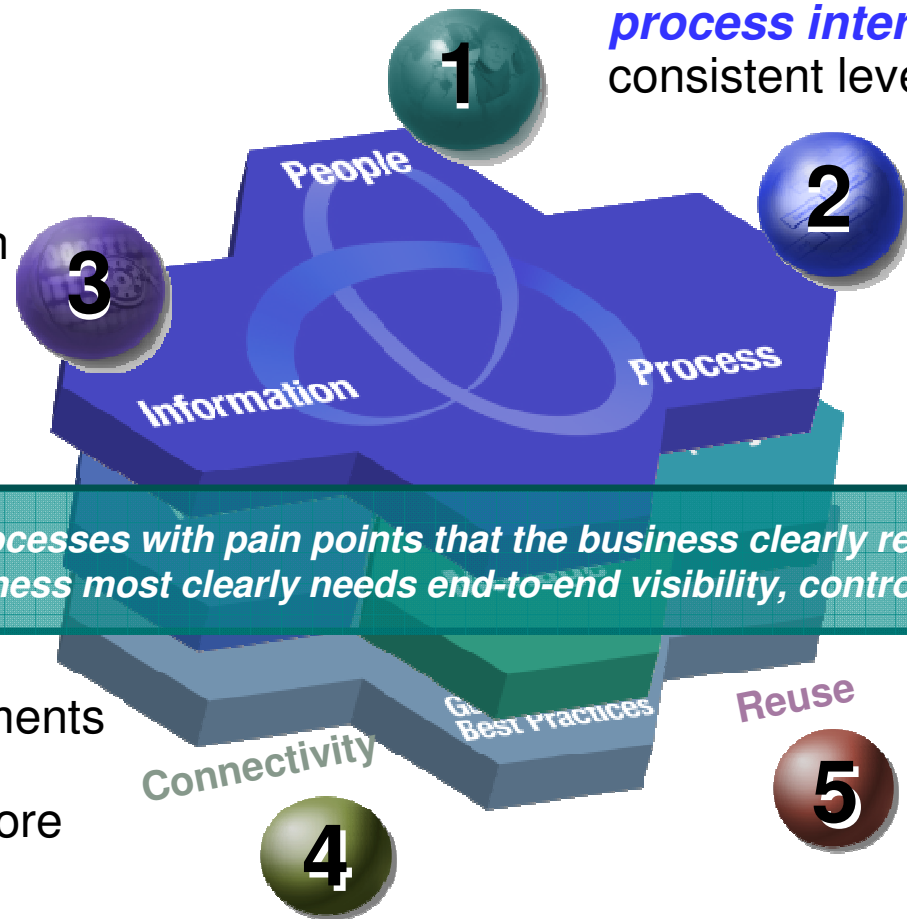 process inter
consistent leve
1
People
2
3
Process
Information
ocesses with pain points that the business clearly re
ness most clearly needs end-to-end visibility, contro
ments
Best Practices
Reuse
Connectivity
ore
5
4